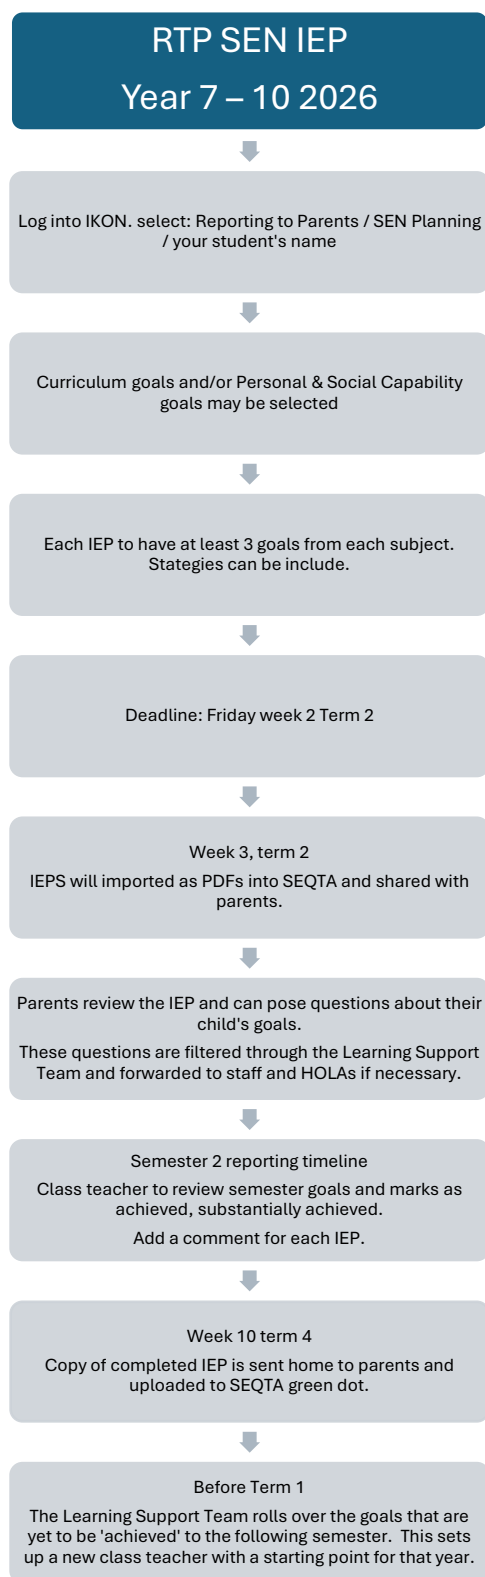 RTP SEN IEP
Year 7 – 10 2026
Log into IKON. select: Reporting to Parents / SEN Planning
/ your student's name
Curriculum goals and/or Personal & Social Capability
goals may be selected
Each IEP to have at least 3 goals from each subject.
Stategies can be include.
Deadline: Friday week 2 Term 2
Week 3, term 2
IEPS will imported as PDFs into SEQTA and shared with
parents.
Parents review the IEP and can pose questions about their
child's goals.
These questions are filtered through the Learning Support
Team and forwarded to staff and HOLAs if necessary.
Semester 2 reporting timeline
Class teacher to review semester goals and marks as
achieved, substantially achieved.
Add a comment for each IEP.
Week 10 term 4
Copy of completed IEP is sent home to parents and
uploaded to SEQTA green dot.
Before Term 1
The Learning Support Team rolls over the goals that are
yet to be 'achieved' to the following semester.  This sets
up a new class teacher with a starting point for that year.